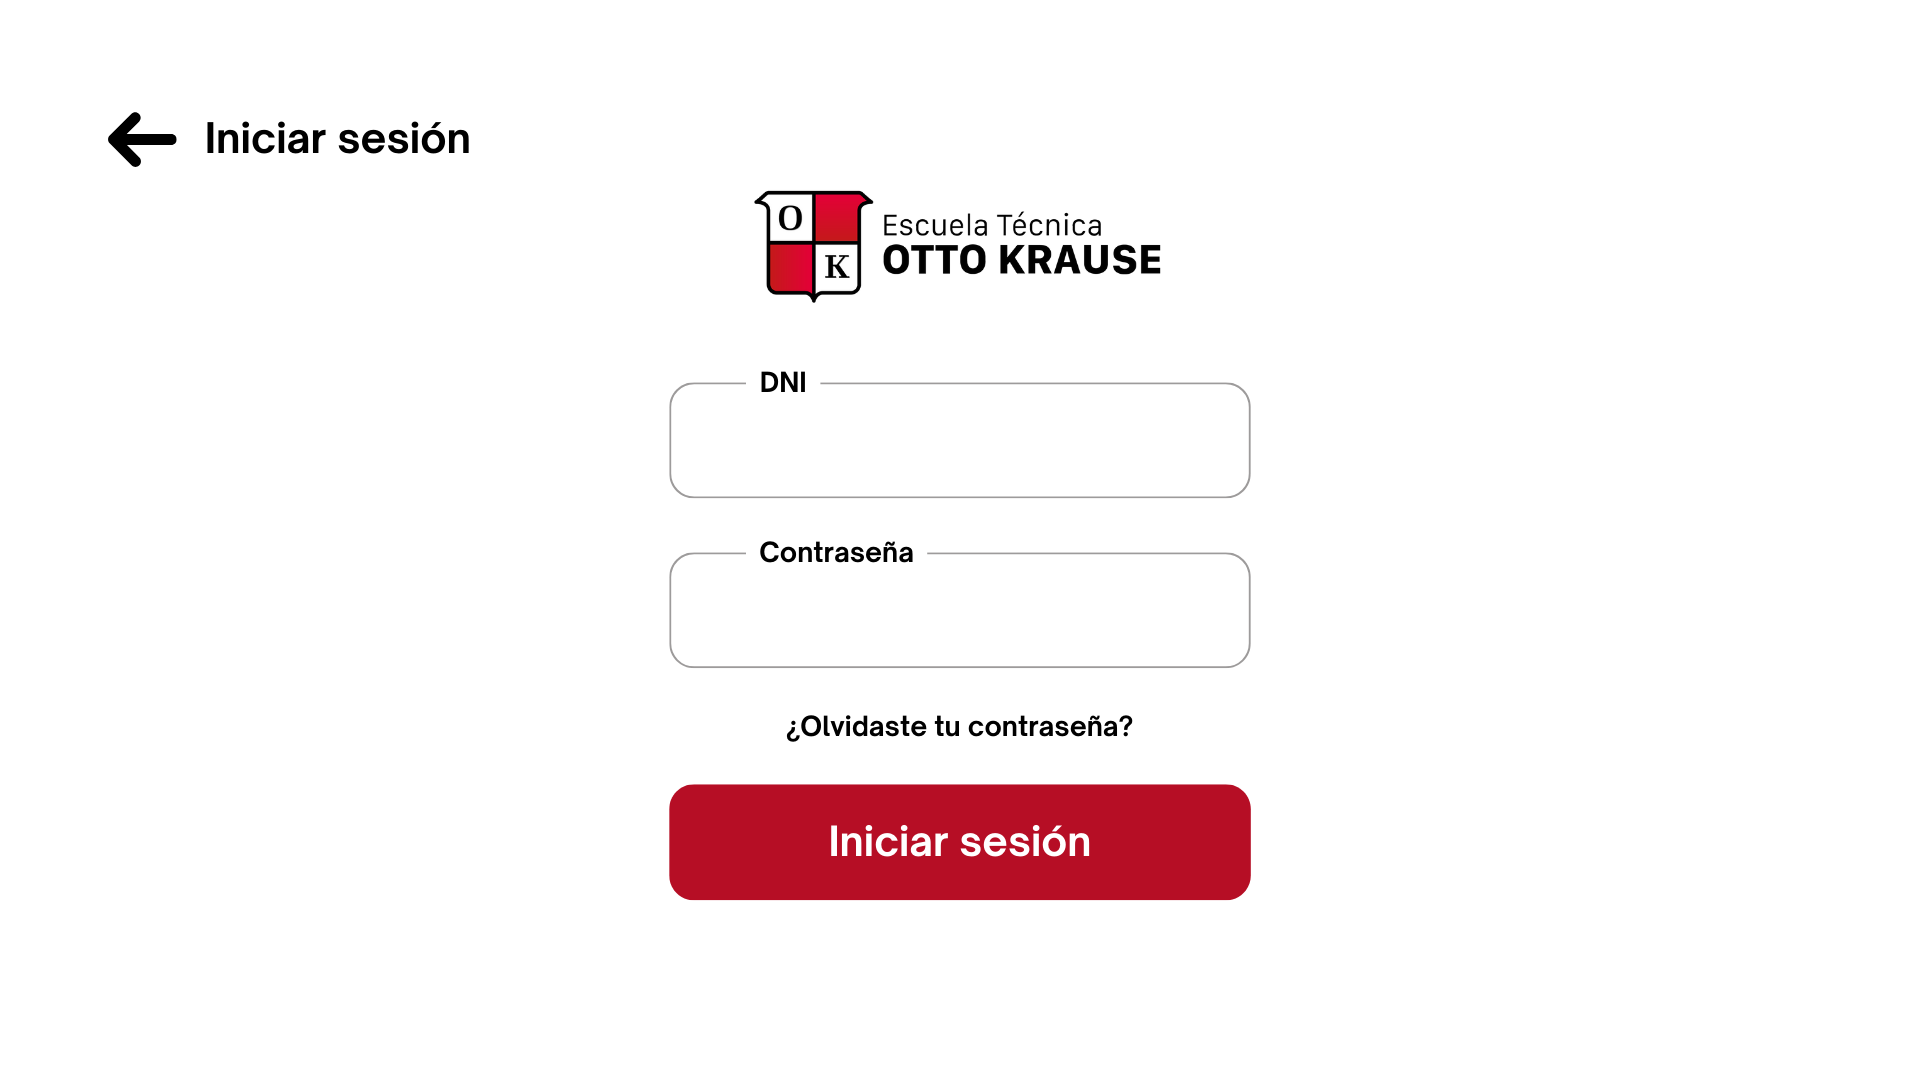 Iniciar sesión
O
K
Escuela Técnica
OTTO KRAUSE
DNI
Contraseña
¿Olvidaste tu contraseña?
Iniciar sesión